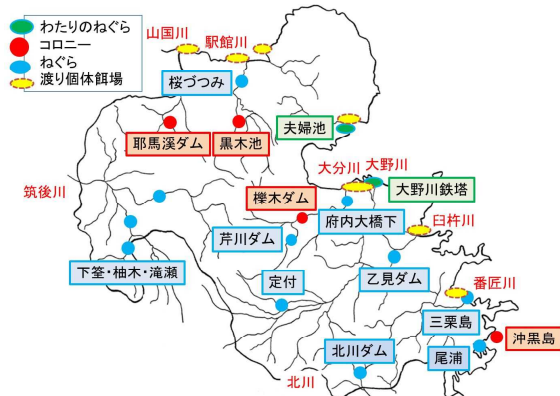 わたりのねぐら
コロニー
ねぐら
渡り個体餌場
山国川
駅館川
桜づつみ
耶馬溪ダム
黒木池
夫婦池
大分川
大野川
大野川鉄塔
筑後川
櫟木ダム
府内大橋下
臼杵川
芹川ダム
下筌・柚木・滝瀬
定付
乙見ダム
番匠川
三栗島
沖黒島
北川ダム
尾浦
北川